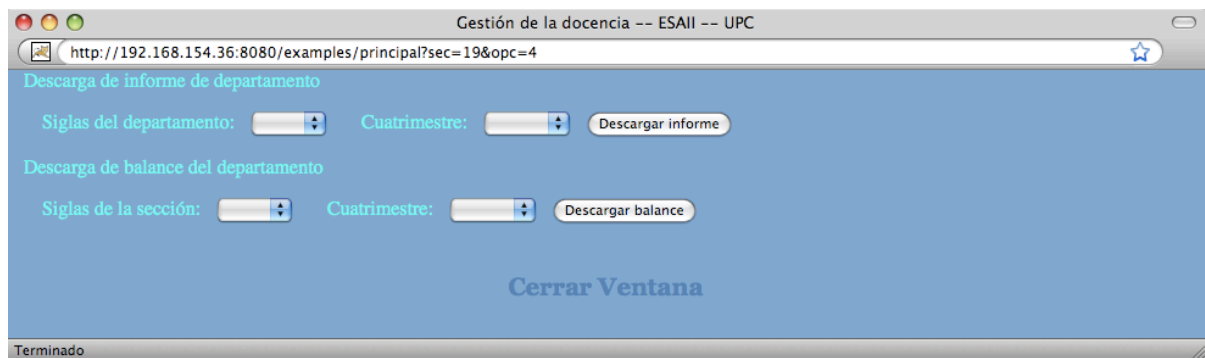 Gestión de la docencia -- ESAII -- UPC
http://192.168.154.36:8080/examples/principal?sec=19&opc=4
Descarga de informe de departamento
Siglas del departamento: Cuatrimestre: Descargar informe
Descarga de balance del departamento
Siglas de la sección: Cuatrimestre: Descargar balance
Cerrar Ventana
Terminado